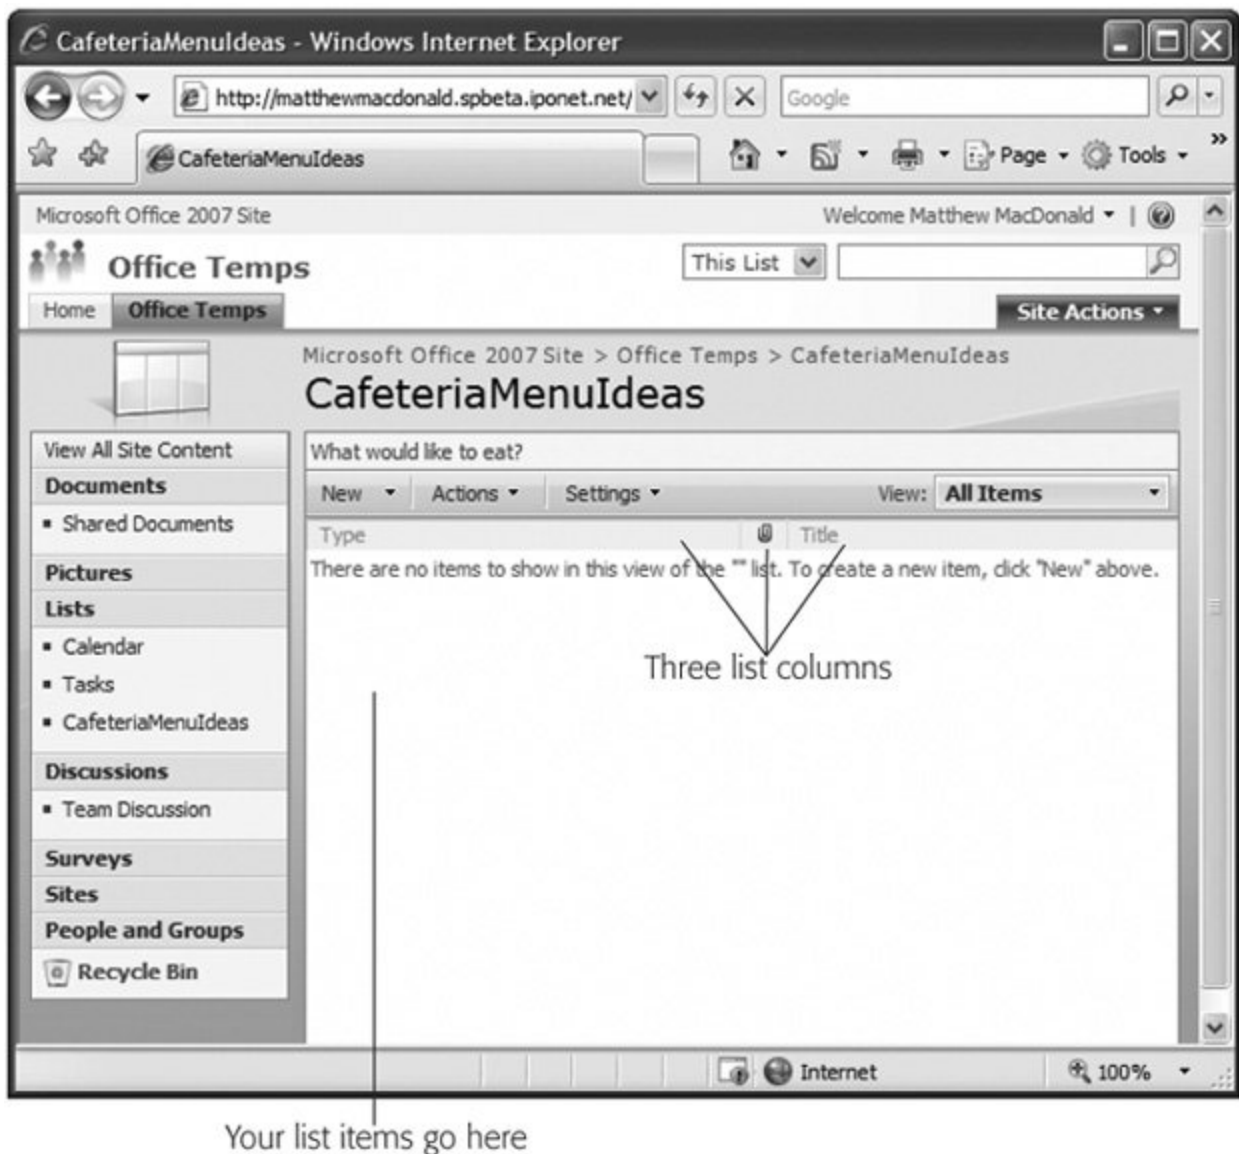 CafeteriaMenuIdeas - Windows Internet Explorer
http://matthewmacdonald.spbeta.iponet.net/
Google
CafeteriaMenuIdeas
Page
Tools
Microsoft Office 2007 Site
Welcome Matthew MacDonald
Office Temps
This List
Home
Office Temps
Site Actions
Microsoft Office 2007 Site > Office Temps > CafeteriaMenuIdeas
CafeteriaMenuIdeas
View All Site Content
Documents
Shared Documents
Pictures
Lists
Calendar
Tasks
CafeteriaMenuIdeas
Discussions
Team Discussion
Surveys
Sites
People and Groups
Recycle Bin
What would like to eat?
New
Actions
Settings
View: All Items
Type
Title
There are no items to show in this view of the "" list. To create a new item, click "New" above.
Three list columns
Internet
100%
Your list items go here